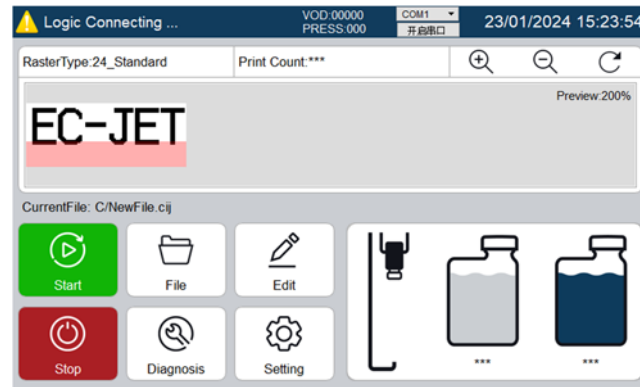 Logic Connecting ...
VOD:00000
PRESS:000
COM1
开启串口
23/01/2024 15:23:54
RasterType:24_Standard
Print Count:***
Preview:200%
EC-JET
CurrentFile: C/NewFile.cij
Start
File
Edit
Stop
Diagnosis
Setting
***
***